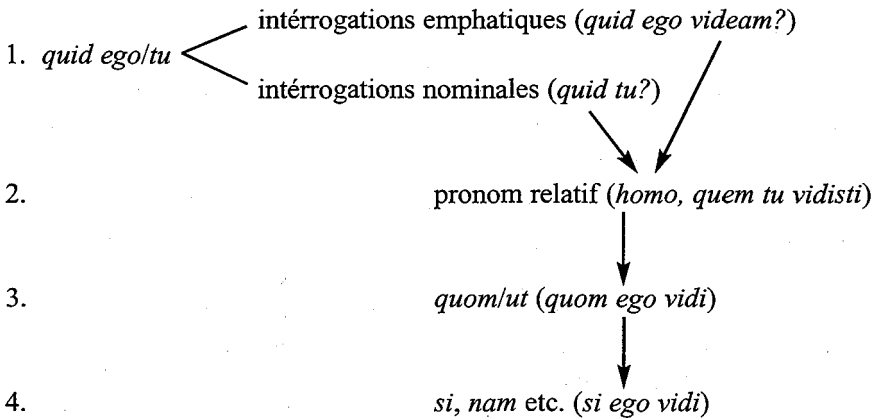 intérrogations emphatiques (quid ego videam?)
1. quid ego/tu
intérrogations nominales (quid tu?)
2. pronom relatif (homo, quem tu vidisti)
3. quom/ut (quom ego vidi)
4. si, nam etc. (si ego vidi)